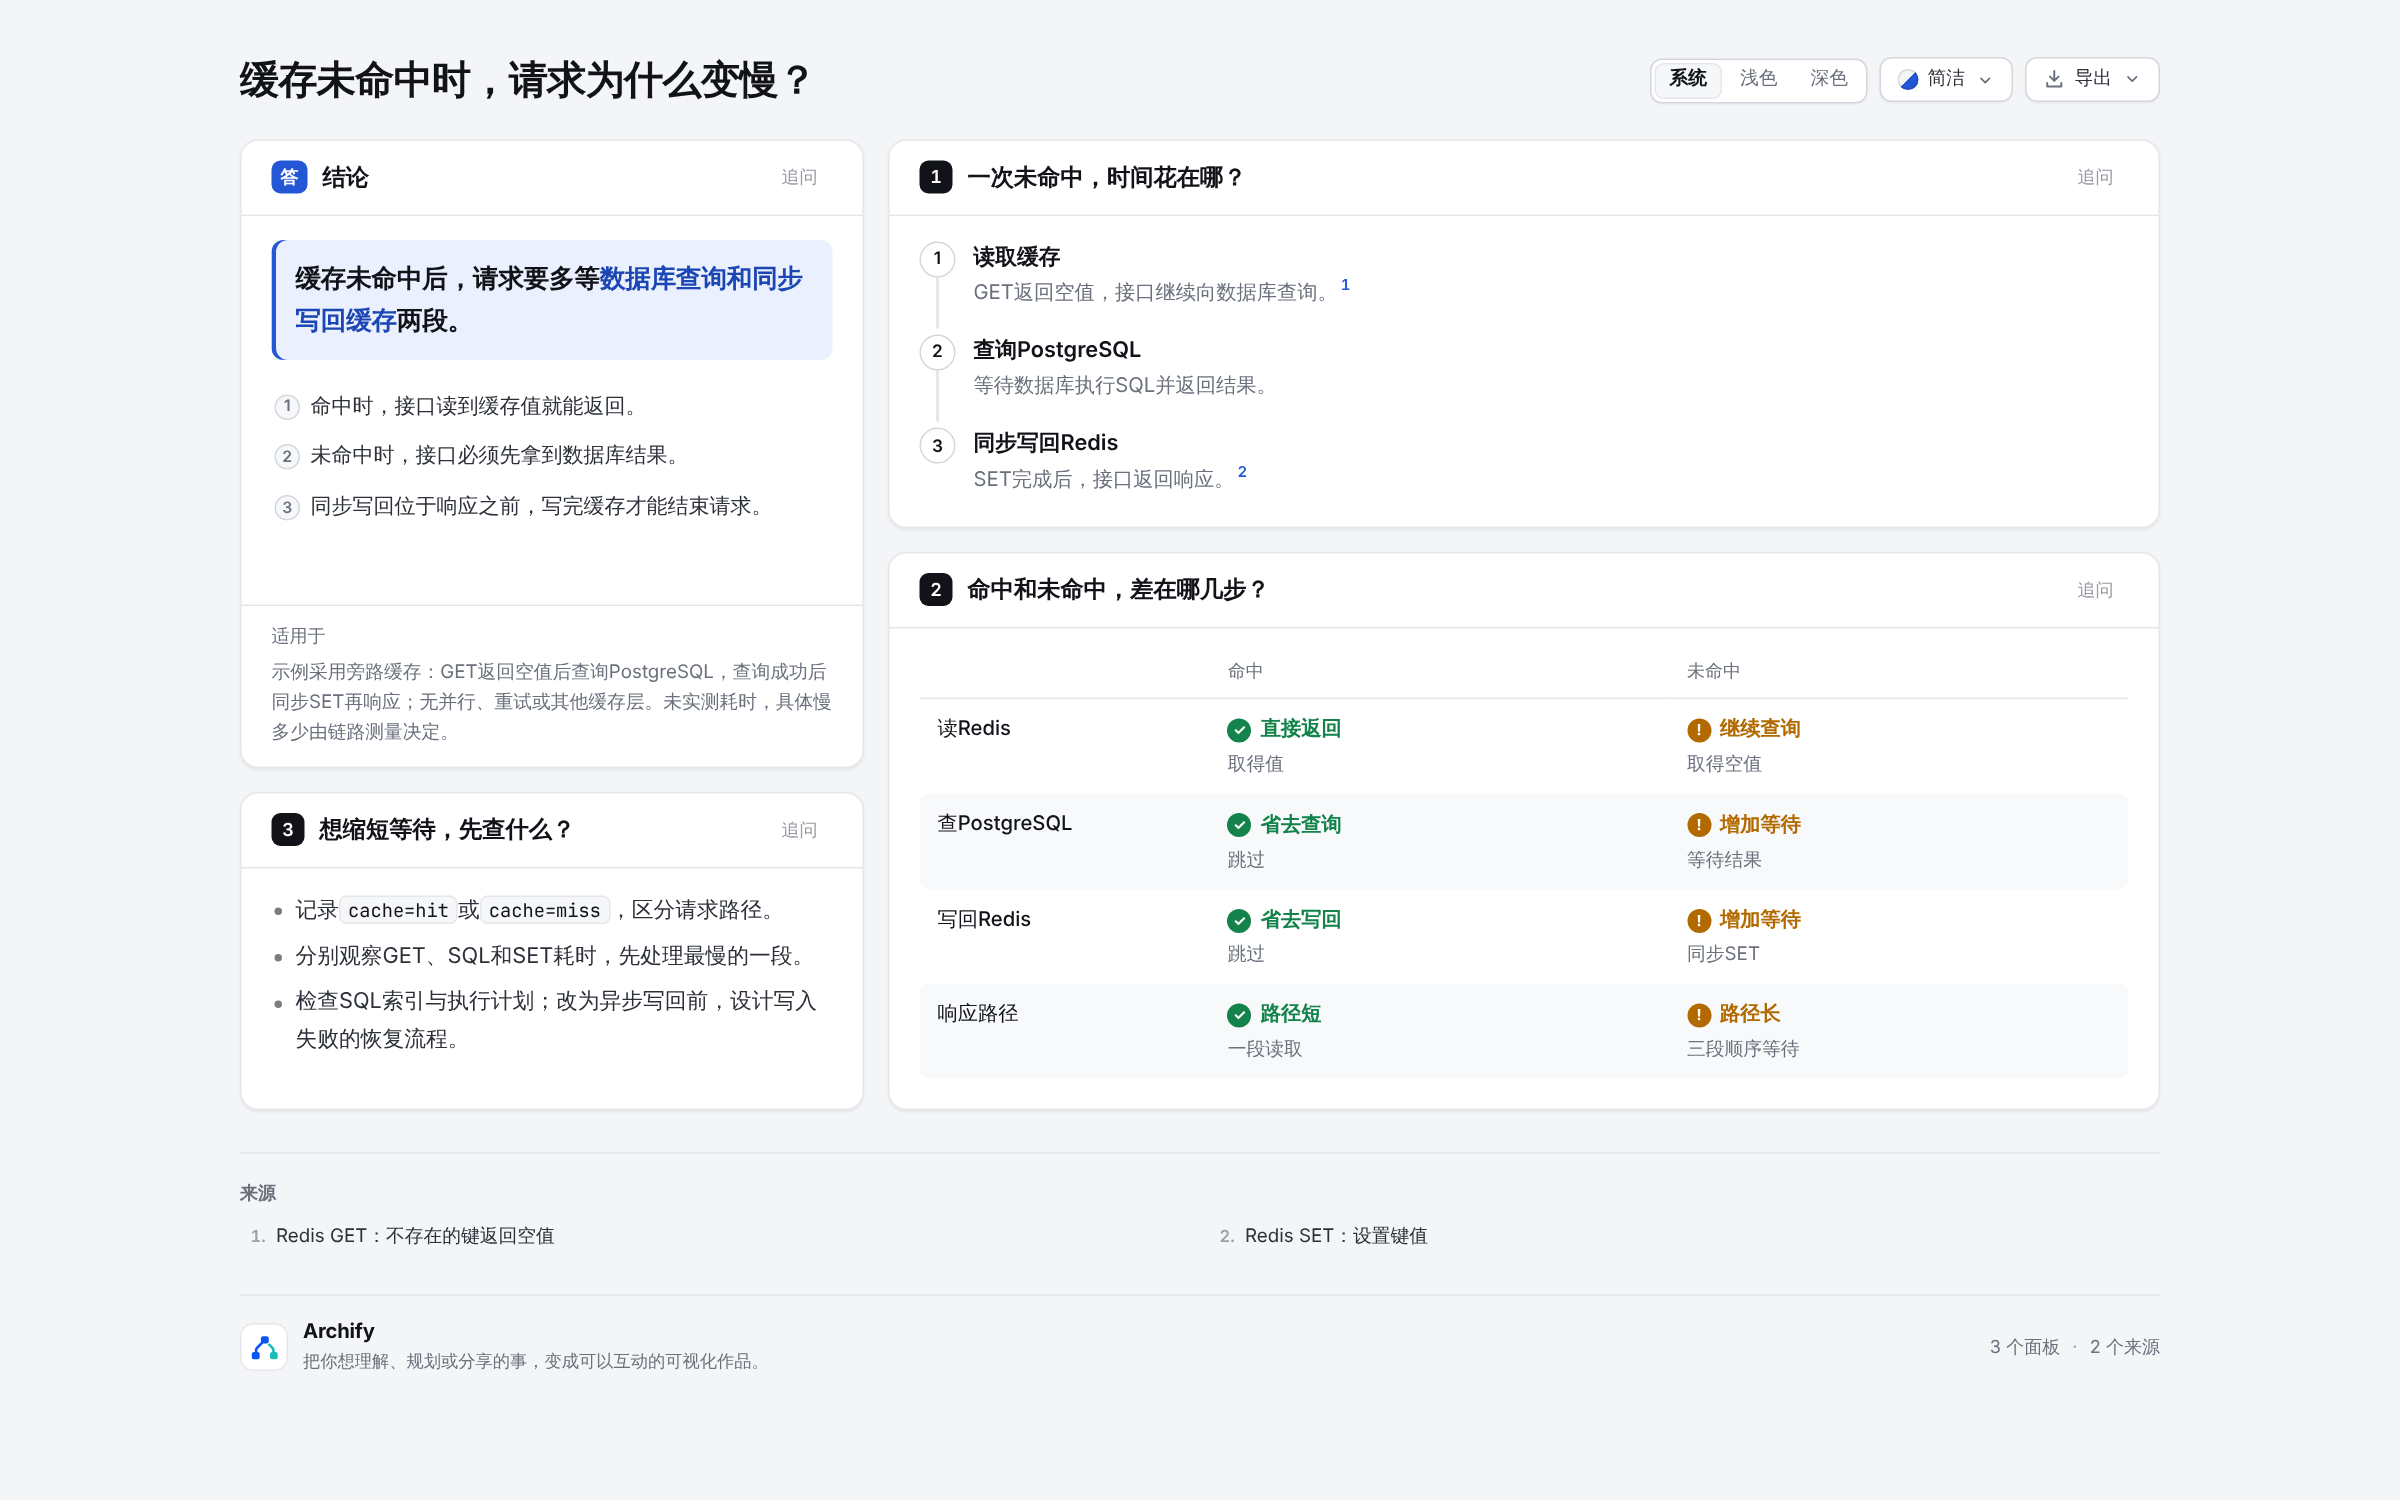 缓存未命中时，请求为什么变慢？
系统 浅色 深色 简洁 导出
答 结论 追问
缓存未命中后，请求要多等数据库查询和同步
写回缓存两段。
1 命中时，接口读到缓存值就能返回。
2 未命中时，接口必须先拿到数据库结果。
3 同步写回位于响应之前，写完缓存才能结束请求。
适用于
示例采用旁路缓存：GET返回空值后查询PostgreSQL，查询成功后
同步SET再响应；无并行、重试或其他缓存层。未实测耗时，具体慢
多少由链路测量决定。
1 一次未命中，时间花在哪？ 追问
1 读取缓存
GET返回空值，接口继续向数据库查询。 1
2 查询PostgreSQL
等待数据库执行SQL并返回结果。
3 同步写回Redis
SET完成后，接口返回响应。 2
2 命中和未命中，差在哪几步？ 追问
命中 未命中
读Redis 直接返回 继续查询
取得值 取得空值
查PostgreSQL 省去查询 增加等待
跳过 等待结果
写回Redis 省去写回 增加等待
跳过 同步SET
响应路径 路径短 路径长
一段读取 三段顺序等待
3 想缩短等待，先查什么？ 追问
记录 cache=hit 或 cache=miss ，区分请求路径。
分别观察GET、SQL和SET耗时，先处理最慢的一段。
检查SQL索引与执行计划；改为异步写回前，设计写入
失败的恢复流程。
来源
1. Redis GET：不存在的键返回空值
2. Redis SET：设置键值
Archify
把你想理解、规划或分享的事，变成可以互动的可视化作品。
3 个面板 · 2 个来源